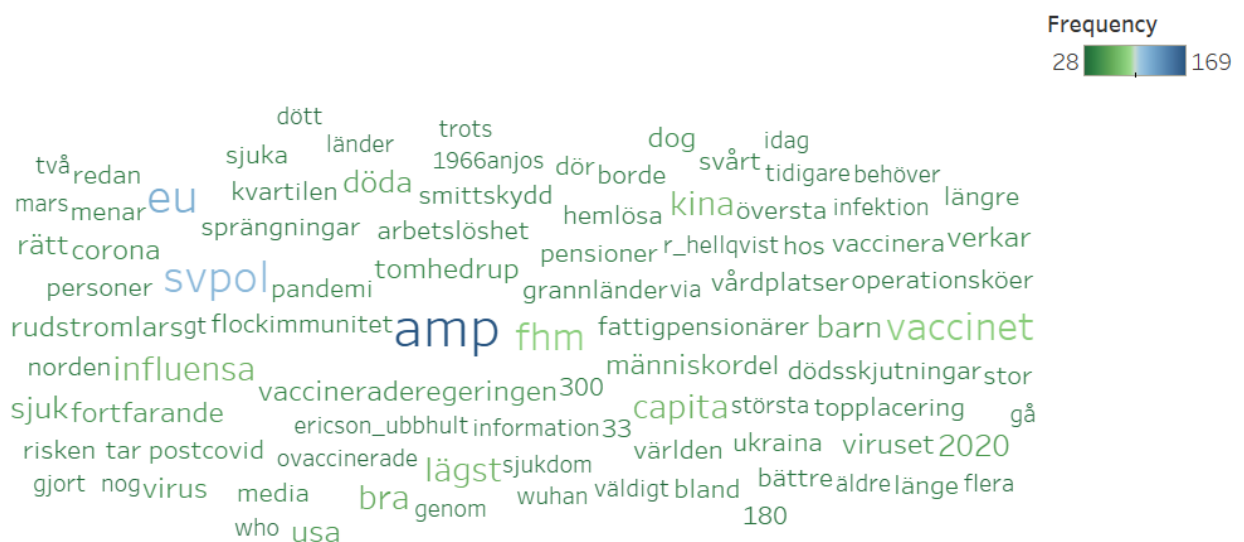 Frequency
28 169
dött
trots
dog
idag
sjuka länder
1966anjos dör svårt
två redan
borde tidigare behöver
kvartilen döda smittskydd
eu kina längre
mars menar
hemlösa översta infektion
sprängningar arbetslöshet
rätt corona pensioner r_hellqvist hos vaccinera verkar
personer svpol pandemi tomhedrup
grannländer via vårdplatser operationsköer
rudstromlars gt flockimmunitet amp fhm fattigpensionärer barn vaccinet
norden influensa människor del dödsskjutningar stor
vaccinerade regeringen 300
sjuk fortfarande capita största topplacering gå
ericson_ubbhult information 33
risken tar postcovid ovaccinerade världen ukraina viruset 2020
lägst sjukdom
gjort nog virus media bra genom wuhan väldigt bland bättre äldre länge flera
who usa 180